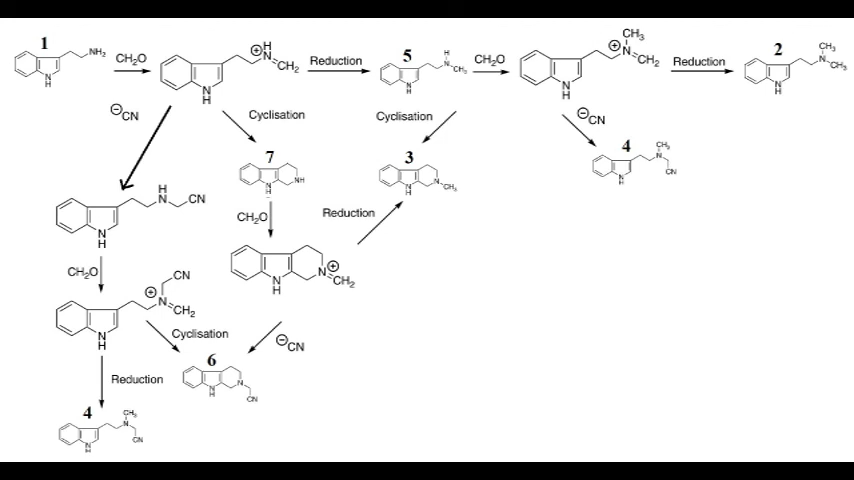 1
NH2
N
H
CH2O
H
N
CH2
N
H
Reduction
5
H
N
CH3
N
H
CH2O
CH3
N
CH2
N
H
Reduction
2
CH3
N
CH3
N
H
CN
Cyclisation
Cyclisation
CN
7
NH
N
H
3
N
CH3
N
H
4
CH3
N
CN
N
H
H
N
CN
N
H
CH2O
Reduction
CH2O
N
CH2
N
H
CN
N
CH2
N
H
Cyclisation
CN
6
N
CN
N
H
Reduction
4
CH3
N
CN
N
H